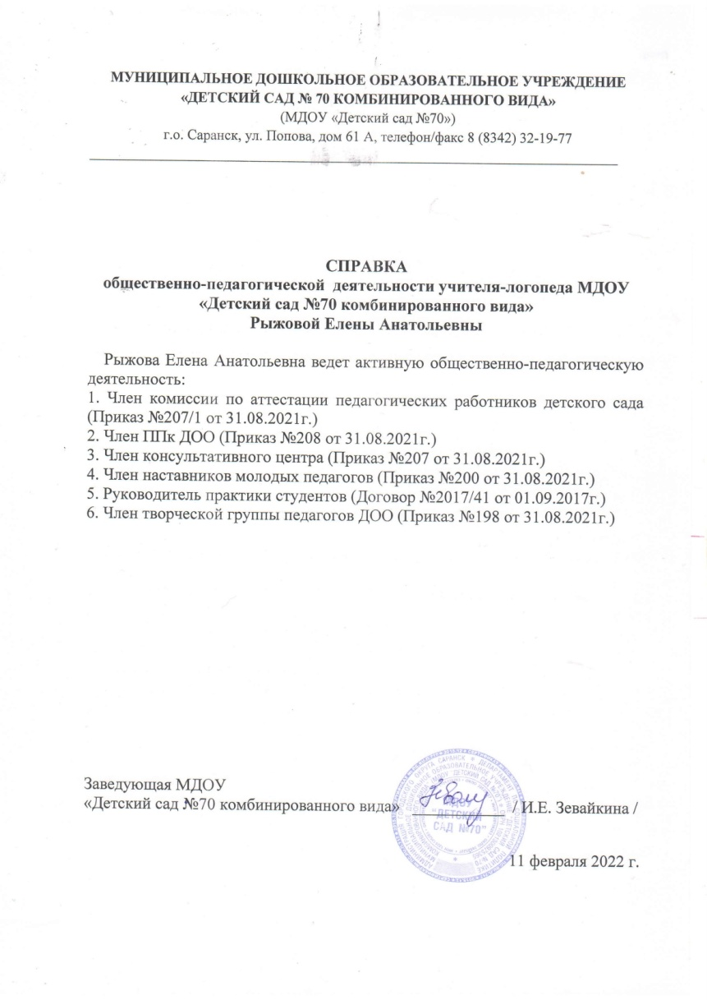 МУНИЦИПАЛЬНОЕ ДОШКОЛЬНОЕ ОБРАЗОВАТЕЛЬНОЕ УЧРЕЖДЕНИЕ
«ДЕТСКИЙ САД № 70 КОМБИНИРОВАННОГО ВИДА»
(МДОУ «Детский сад №70»)
г.о. Саранск, ул. Попова, дом 61 А, телефон/факс 8 (8342) 32-19-77
СПРАВКА
общественно-педагогической деятельности учителя-логопеда МДОУ
«Детский сад №70 комбинированного вида»
Рыжовой Елены Анатольевны
Рыжова Елена Анатольевна ведет активную общественно-педагогическую
деятельность:
1. Член комиссии по аттестации педагогических работников детского сада
(Приказ №207/1 от 31.08.2021г.)
2. Член ППк ДОО (Приказ №208 от 31.08.2021г.)
3. Член консультативного центра (Приказ №207 от 31.08.2021г.)
4. Член наставников молодых педагогов (Приказ №200 от 31.08.2021г.)
5. Руководитель практики студентов (Договор №2017/41 от 01.09.2017г.)
6. Член творческой группы педагогов ДОО (Приказ №198 от 31.08.2021г.)
Заведующая МДОУ
«Детский сад №70 комбинированного вида» / И.Е. Зевайкина /
"ДЕТСКИЙ
САД №70"
11 февраля 2022 г.